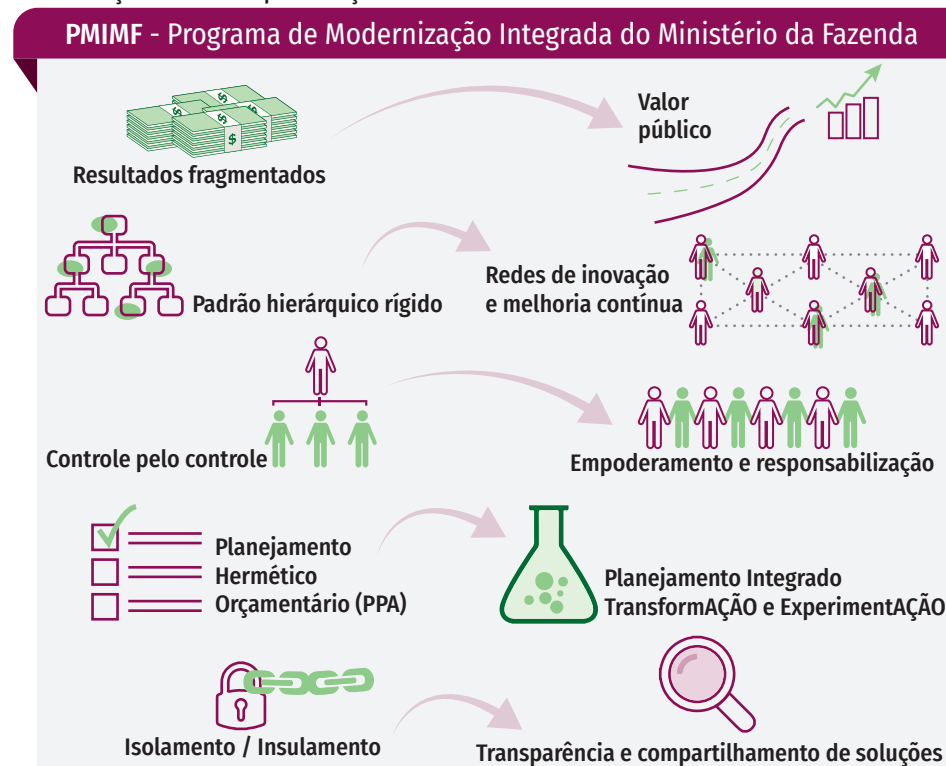 PMIMF - Programa de Modernização Integrada do Ministério da Fazenda
$
$
$
$
Valor
público
Resultados fragmentados
Redes de inovação
e melhoria contínua
Padrão hierárquico rígido
Controle pelo controle
Empoderamento e responsabilização
Planejamento
Hermético
Orçamentário (PPA)
Planejamento Integrado
TransformAÇÃO e ExperimentAÇÃO
Isolamento / Insulamento
Transparência e compartilhamento de soluções